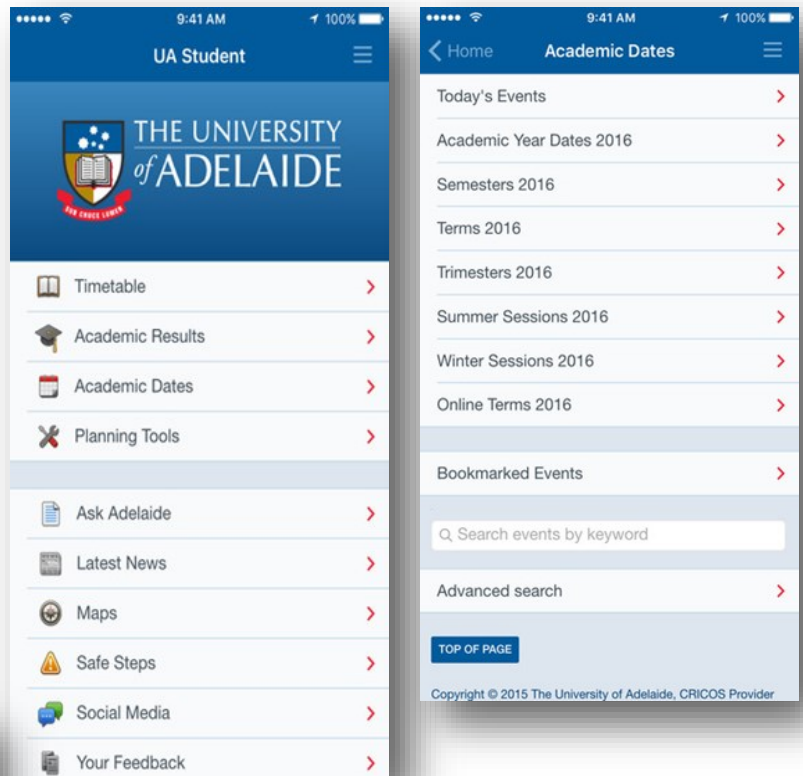 9:41 AM
100%
UA Student
THE UNIVERSITY
of ADELAIDE
SUB CRUCE LUMEN
Timetable
Academic Results
Academic Dates
Planning Tools
Ask Adelaide
Latest News
Maps
Safe Steps
Social Media
Your Feedback
9:41 AM
100%
Home
Academic Dates
Today's Events
Academic Year Dates 2016
Semesters 2016
Terms 2016
Trimesters 2016
Summer Sessions 2016
Winter Sessions 2016
Online Terms 2016
Bookmarked Events
Search events by keyword
Advanced search
TOP OF PAGE
Copyright © 2015 The University of Adelaide, CRICOS Provider